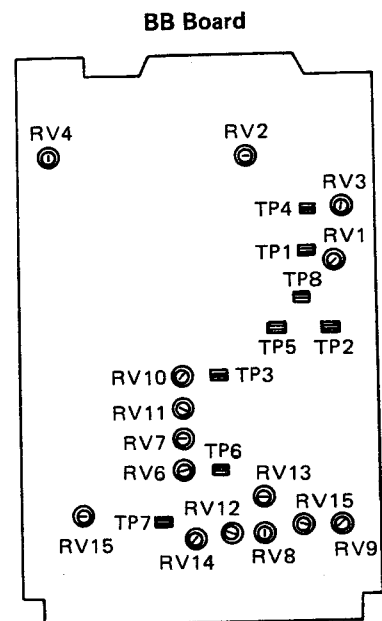 BB Board
RV4
RV2
RV3
TP4
TP1
RV1
TP8
TP5
TP2
RV10
TP3
RV11
RV7
TP6
RV6
RV13
RV12
RV15
RV15
TP7
RV14
RV8
RV9